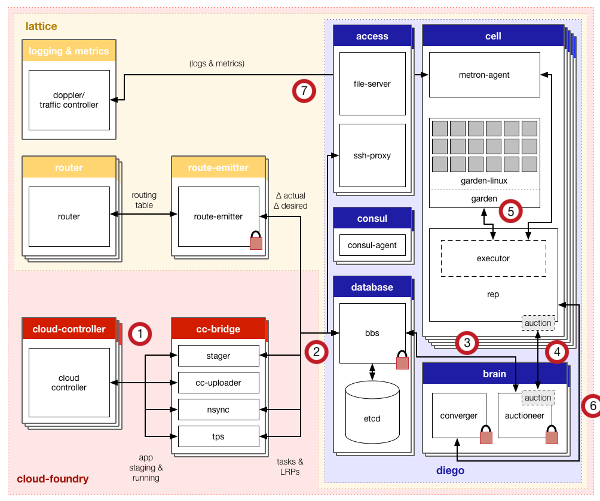 lattice
logging & metrics
doppler/
traffic controller
(logs & metrics)
7
router
router
routing
table
route-emitter
route-emitter
Δ actual
Δ desired
access
file-server
ssh-proxy
cell
metron-agent
garden-linux
garden
5
executor
rep
auction
consul
consul-agent
database
bbs
etcd
3
4
brain
auction
converger
auctioneer
6
diego
cloud-controller
cloud
controller
1
cc-bridge
stager
cc-uploader
nsync
tps
2
app
staging &
running
tasks &
LRPs
cloud-foundry